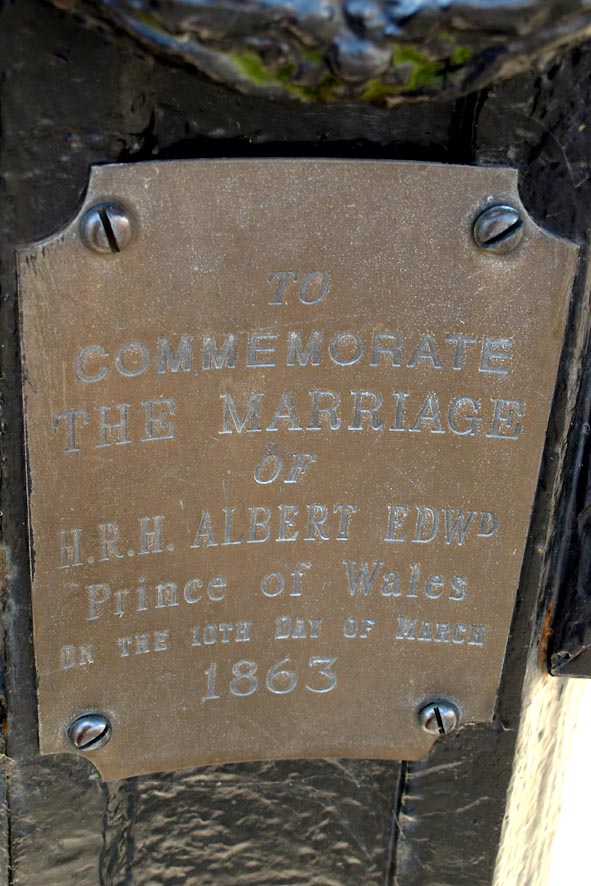 TO
COMMEMORATE
THE MARRIAGE
OF
H.R.H. ALBERT EDWD
Prince of Wales
ON THE 10TH DAY OF MARCH
1863